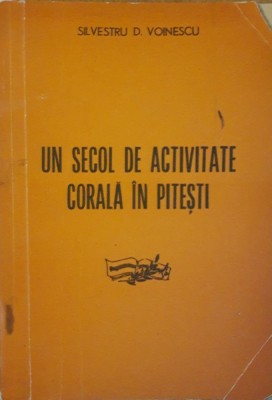 SILVESTRU D. VOINESCU
UN SECOL DE ACTIVITATE
CORALĂ ÎN PITEȘTI